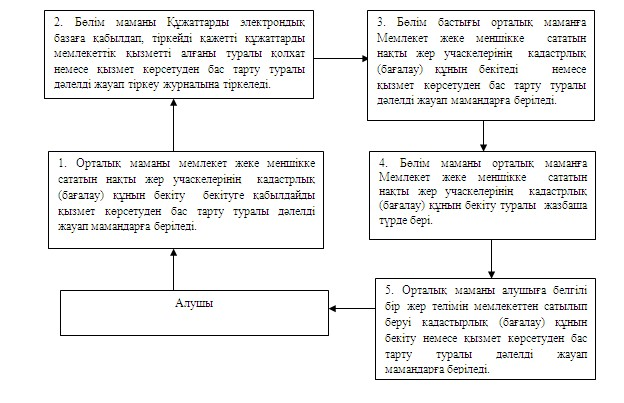 2. Бөлім маманы Құжаттарды электрондық
базаға қабылдап, тіркейді қажетті құжаттарды
мемлекеттік қызметті алғаны туралы қолхат
немесе қызмет көрсетуден бас тарту туралы
дәлелді жауап тіркеу журналына тіркеледі.
3. Бөлім бастығы орталық маманға
Мемлекет жеке меншікке сататын
нақты жер учаскелерінін кадастрлық
(бағалау) құнын бекітеді немесе
қызмет көрсетуден бас тарту туралы
дәлелді жауап мамандарға беріледі.
1. Орталық маманы мемлекет жеке меншікке
сататын нақты жер учаскелерінін кадастрлық
(бағалау) құнын бекіту бекітуге қабылдайды
қызмет көрсетуден бас тарту туралы дәлелді
жауап мамандарға беріледі.
4. Бөлім маманы орталық маманға
Мемлекет жеке меншікке сататын
нақты жер учаскелерінін кадастрлық
(бағалау) құнын бекіту туралы жазбаша
түрде бері.
Алушы
5. Орталық маманы алушыға белгілі
бір жер телімін мемлекеттен сатылып
беруі кадастырлық (бағалау) құнын
бекіту немесе қызмет көрсетуден бас
тарту туралы дәлелді жауап
мамандарға беріледі.